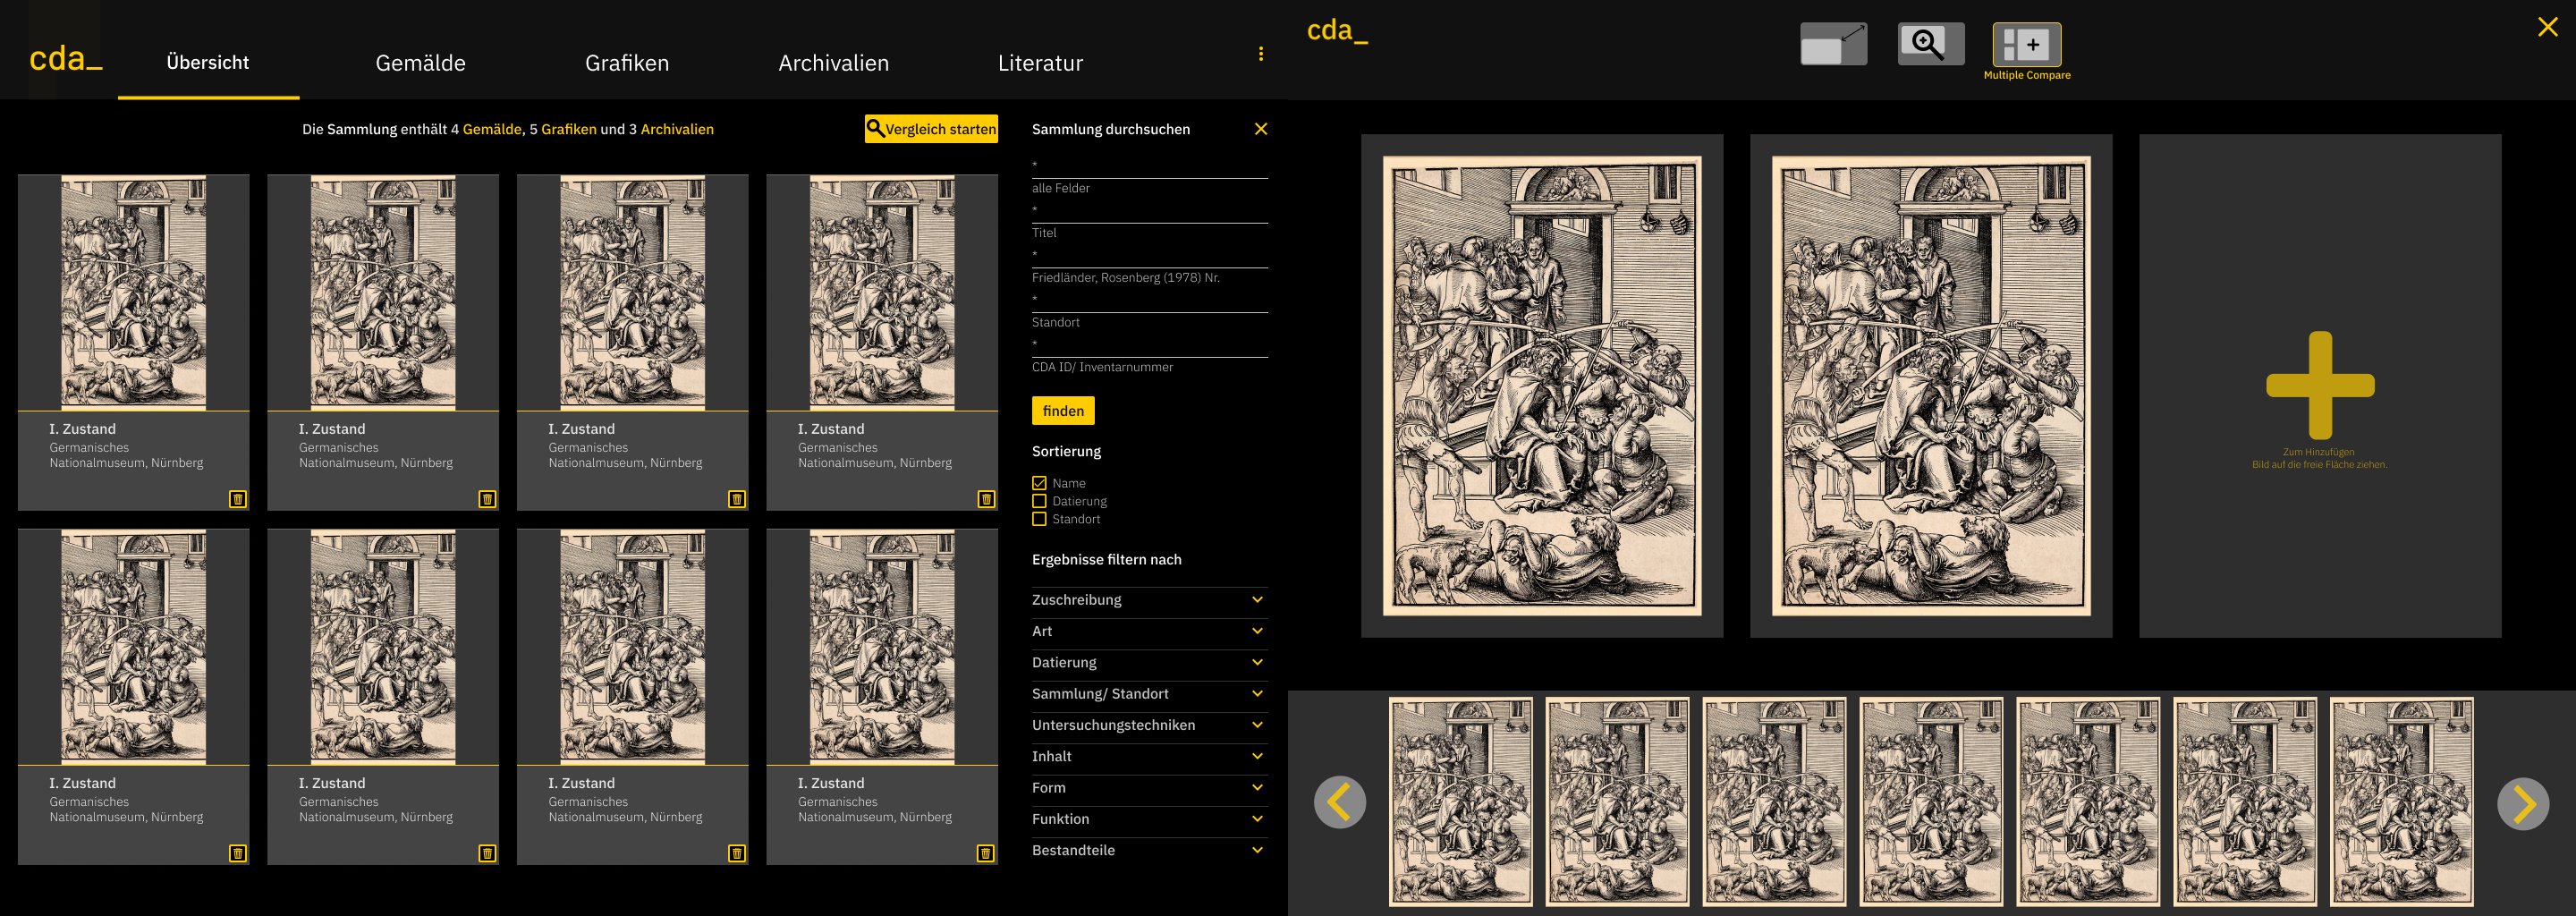 cda_
Übersicht
Gemälde
Grafiken
Archivalien
Literatur
Die Sammlung enthält 4 Gemälde, 5 Grafiken und 3 Archivalien
Vergleich starten
I. Zustand
Germanisches
Nationalmuseum, Nürnberg
I. Zustand
Germanisches
Nationalmuseum, Nürnberg
I. Zustand
Germanisches
Nationalmuseum, Nürnberg
I. Zustand
Germanisches
Nationalmuseum, Nürnberg
I. Zustand
Germanisches
Nationalmuseum, Nürnberg
I. Zustand
Germanisches
Nationalmuseum, Nürnberg
I. Zustand
Germanisches
Nationalmuseum, Nürnberg
I. Zustand
Germanisches
Nationalmuseum, Nürnberg
Sammlung durchsuchen
*
alle Felder
*
Titel
*
Friedländer, Rosenberg (1978) Nr.
*
Standort
*
CDA ID/ Inventarnummer
finden
Sortierung
Name
Datierung
Standort
Ergebnisse filtern nach
Zuschreibung
Art
Datierung
Sammlung/ Standort
Untersuchungstechniken
Inhalt
Form
Funktion
Bestandteile
cda_
Multiple Compare
Zum Hinzufügen
Bild auf die freie Fläche ziehen.